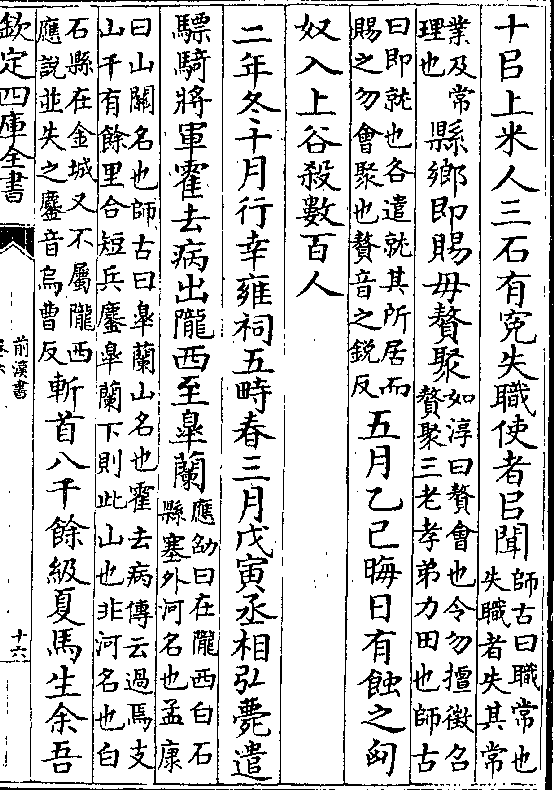 十㠯上米人三石有寃失職使者㠯聞師古曰職常也
失職者失其常
業及常
理也縣鄉即賜毋贅聚如淳曰贅會也令勿擅徵召
贅聚三老孝弟力田也師古
曰即就也各遣就其所居而
賜之勿會聚也贅音之銳反五月乙巳晦日有蝕之匈
奴入上谷殺數百人
二年冬十月行幸雍祠五畤春三月戊寅丞相弘薨遣
驃騎將軍霍去病出隴西至臯蘭應劭曰在隴西白石
縣塞外河名也孟康
曰山關名也師古曰臯蘭山名也霍去病傳云過焉支
山千有餘里合短兵鏖臯蘭下則此山也非河名也白
石縣在金城又不屬隴西
應說並失之鏖音烏曹反斬首八千餘級夏馬生余吾
欽定四庫全書
前漢書
卷六
十六